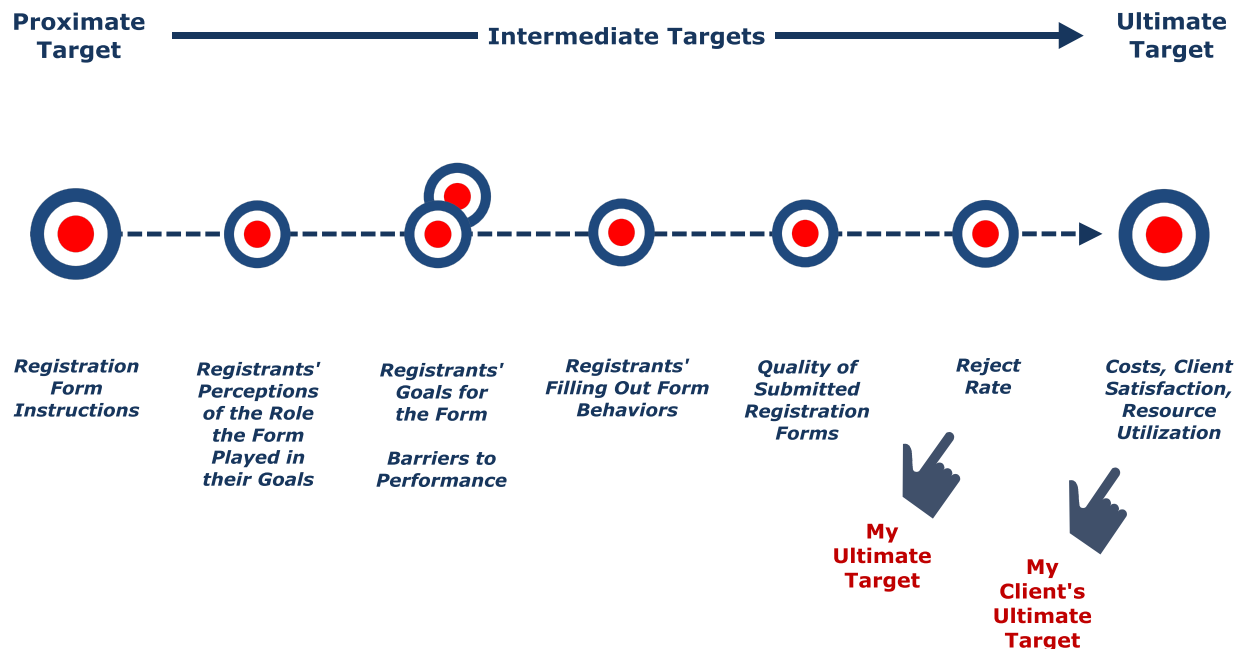 Proximate
Target
Intermediate Targets
Ultimate
Target
Registration
Form
Instructions
Registrants'
Perceptions
of the Role
the Form
Played in
their Goals
Registrants'
Goals for
the Form
Barriers to
Performance
Registrants'
Filling Out Form
Behaviors
Quality of
Submitted
Registration
Forms
Reject
Rate
Costs, Client
Satisfaction,
Resource
Utilization
My
Ultimate
Target
My
Client's
Ultimate
Target